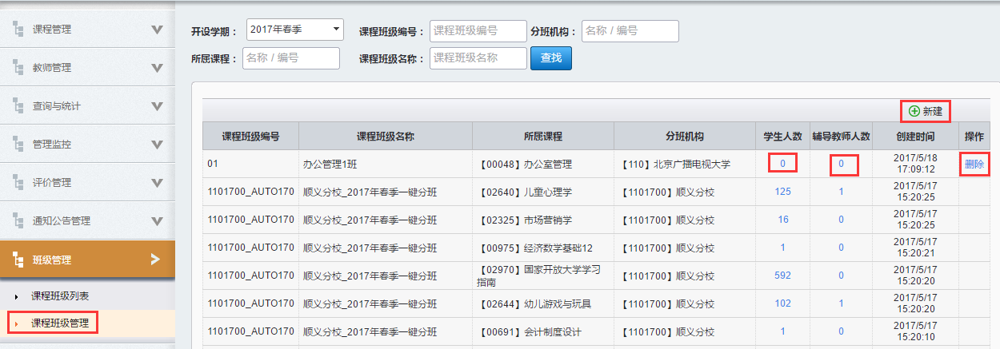 课程管理
教师管理
查询与统计
管理监控
评价管理
通知公告管理
班级管理
课程班级列表
课程班级管理
开设学期： 2017年春季 课程班级编号： 课程班级编号 分班机构： 名称 / 编号
所属课程： 名称 / 编号 课程班级名称： 课程班级名称 查找
新建
课程班级编号 课程班级名称 所属课程 分班机构 学生人数 辅导教师人数 创建时间 操作
01 办公管理1班 【00048】办公室管理 【110】北京广播电视大学 0 0 2017/5/18 17:09:12 删除
1101700_AUTO170 顺义分校_2017年春季一键分班 【02640】儿童心理学 【1101700】顺义分校 125 1 2017/5/17 15:20:25
1101700_AUTO170 顺义分校_2017年春季一键分班 【02325】市场营销学 【1101700】顺义分校 16 0 2017/5/17 15:20:25
1101700_AUTO170 顺义分校_2017年春季一键分班 【00975】经济数学基础12 【1101700】顺义分校 1 0 2017/5/17 15:20:21
1101700_AUTO170 顺义分校_2017年春季一键分班 【02970】国家开放大学学习指南 【1101700】顺义分校 592 0 2017/5/17 15:20:20
1101700_AUTO170 顺义分校_2017年春季一键分班 【02644】幼儿游戏与玩具 【1101700】顺义分校 102 1 2017/5/17 15:20:20
1101700_AUTO170 顺义分校_2017年春季一键分班 【00691】会计制度设计 【1101700】顺义分校 1 0 2017/5/17 15:20:10